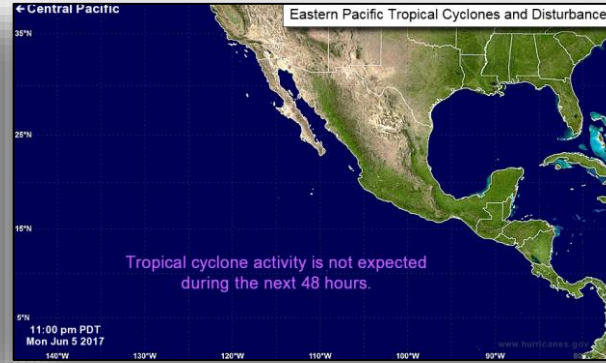 ← Central Pacific
Eastern Pacific Tropical Cyclones and Disturbance
35°N
25°N
15°N
Tropical cyclone activity is not expected
during the next 48 hours.
5°N
11:00 pm PDT
Mon Jun 5 2017
www.hurricanes.gov
140°W
130°W
120°W
110°W
100°W
90°W
80°W